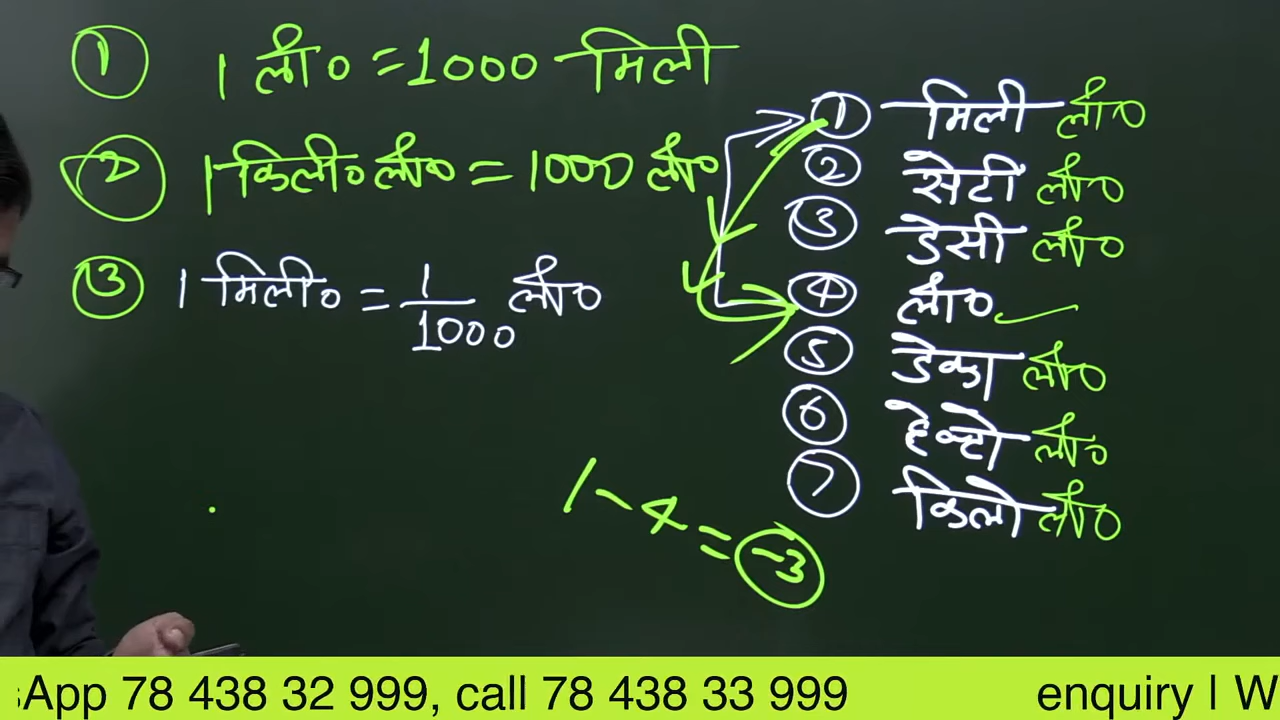 ① 1 ली० = 1000 मिली
② 1 किली० ली० = 1000 ली०
③ 1 मिली० = 1/1000 ली०
① मिली ली०
② सेटी ली०
③ डेसी ली०
④ ली०
⑤ डेका ली०
⑥ हेक्टो ली०
⑦ किलो ली०
1 - 4 = -3
sApp 78 438 32 999, call 78 438 33 999 enquiry I W